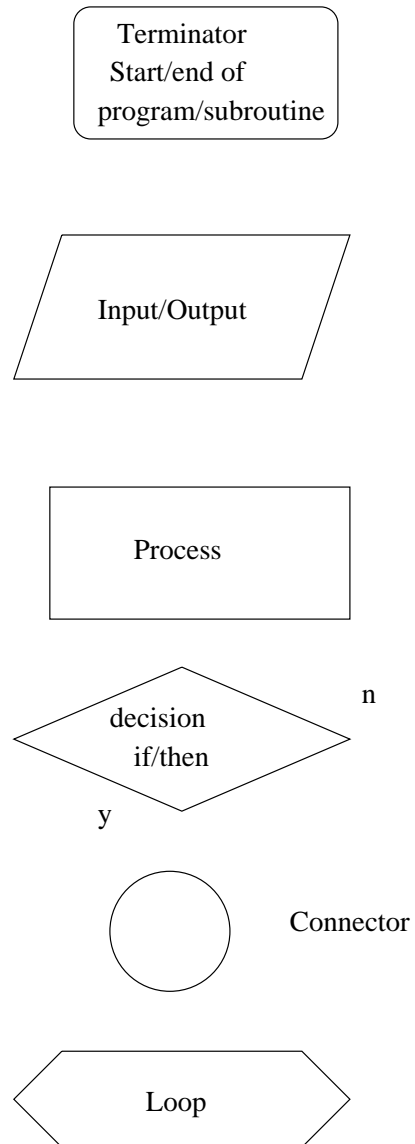 Terminator
Start/end of
program/subroutine
Input/Output
Process
n
decision
if/then
y
Connector
Loop